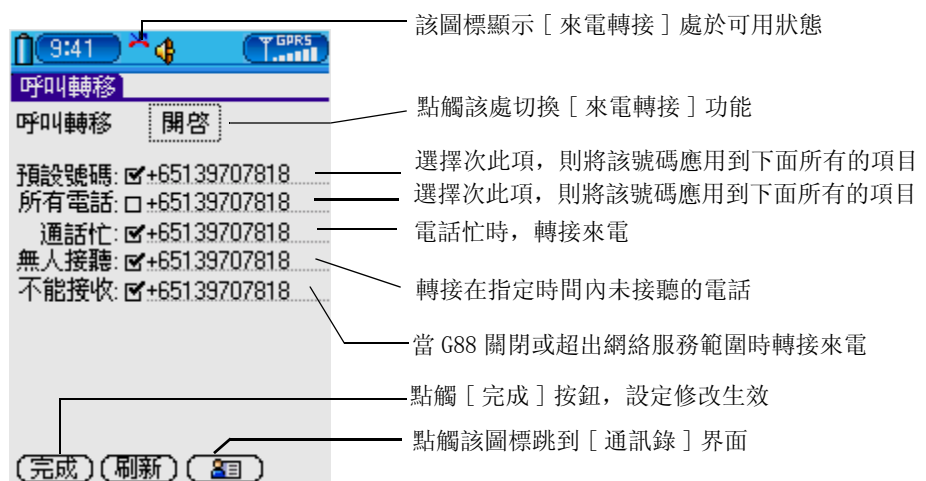 該圖標顯示［來電轉接］處於可用狀態
9:41
GPRS
呼叫轉移
點觸該處切換［來電轉接］功能
呼叫轉移 開啓
選擇次此項，則將該號碼應用到下面所有的項目
預設號碼: +65139707818
選擇次此項，則將該號碼應用到下面所有的項目
所有電話: +65139707818
電話忙時，轉接來電
通話忙: +65139707818
無人接聽: +65139707818
轉接在指定時間內未接聽的電話
不能接收: +65139707818
當 G88 關閉或超出網絡服務範圍時轉接來電
點觸［完成］按鈕，設定修改生效
點觸該圖標跳到［通訊錄］界面
完成 刷新